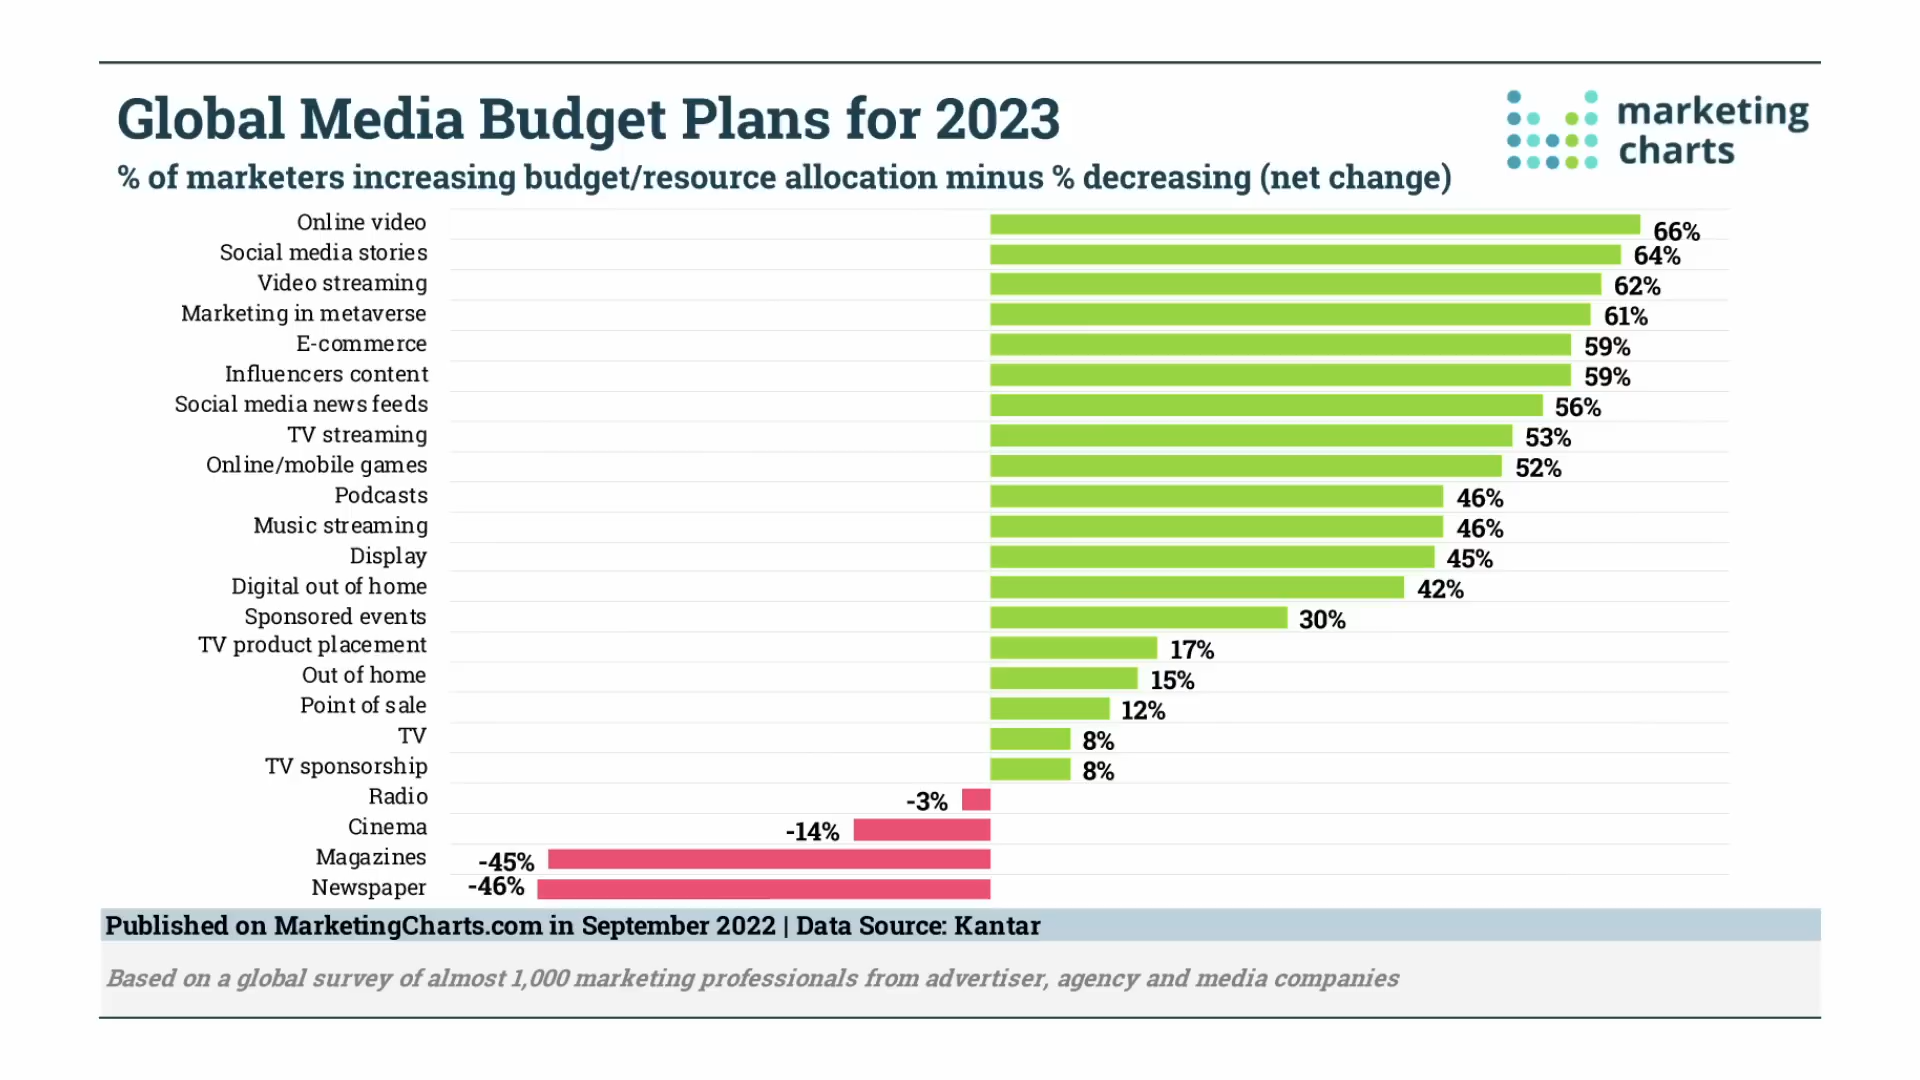 Global Media Budget Plans for 2023
marketing
charts
% of marketers increasing budget/resource allocation minus % decreasing (net change)
Online video 66%
Social media stories 64%
Video streaming 62%
Marketing in metaverse 61%
E-commerce 59%
Influencers content 59%
Social media news feeds 56%
TV streaming 53%
Online/mobile games 52%
Podcasts 46%
Music streaming 46%
Display 45%
Digital out of home 42%
Sponsored events 30%
TV product placement 17%
Out of home 15%
Point of sale 12%
TV 8%
TV sponsorship 8%
Radio -3%
Cinema -14%
Magazines -45%
Newspaper -46%
Published on MarketingCharts.com in September 2022 | Data Source: Kantar
Based on a global survey of almost 1,000 marketing professionals from advertiser, agency and media companies